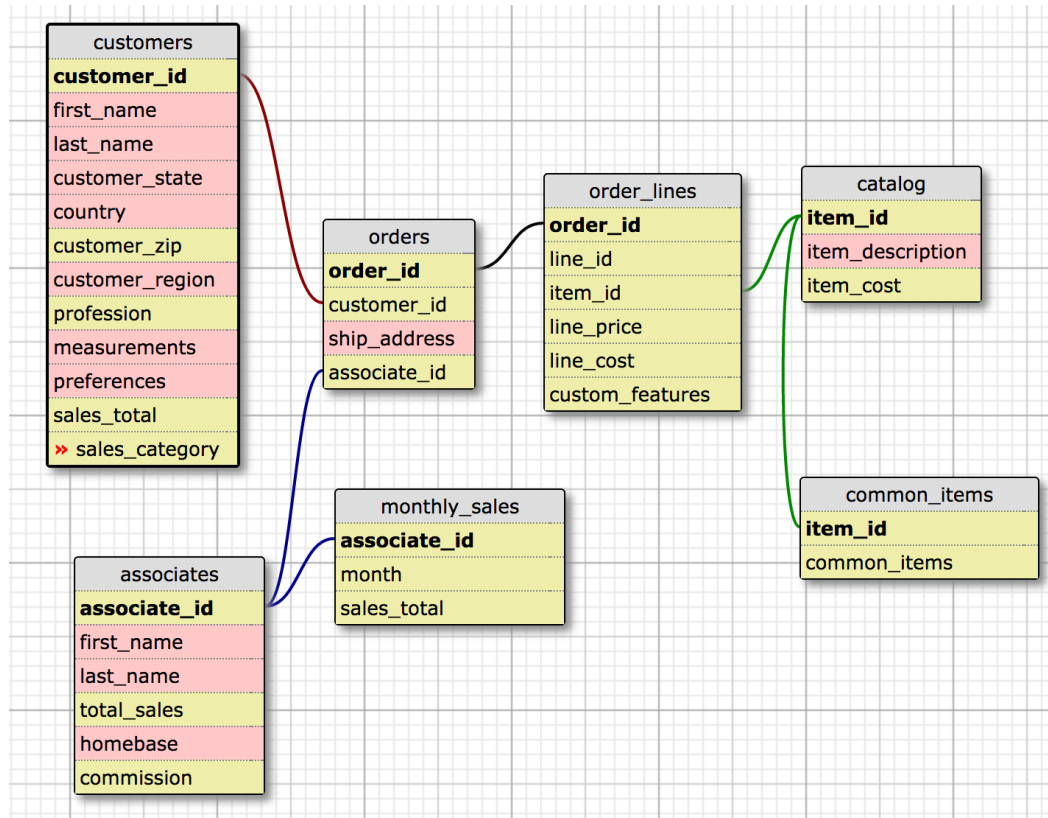 customers
customer_id
first_name
last_name
customer_state
country
customer_zip
customer_region
profession
measurements
preferences
sales_total
» sales_category
orders
order_id
customer_id
ship_address
associate_id
order_lines
order_id
line_id
item_id
line_price
line_cost
custom_features
catalog
item_id
item_description
item_cost
associates
associate_id
first_name
last_name
total_sales
homebase
commission
monthly_sales
associate_id
month
sales_total
common_items
item_id
common_items